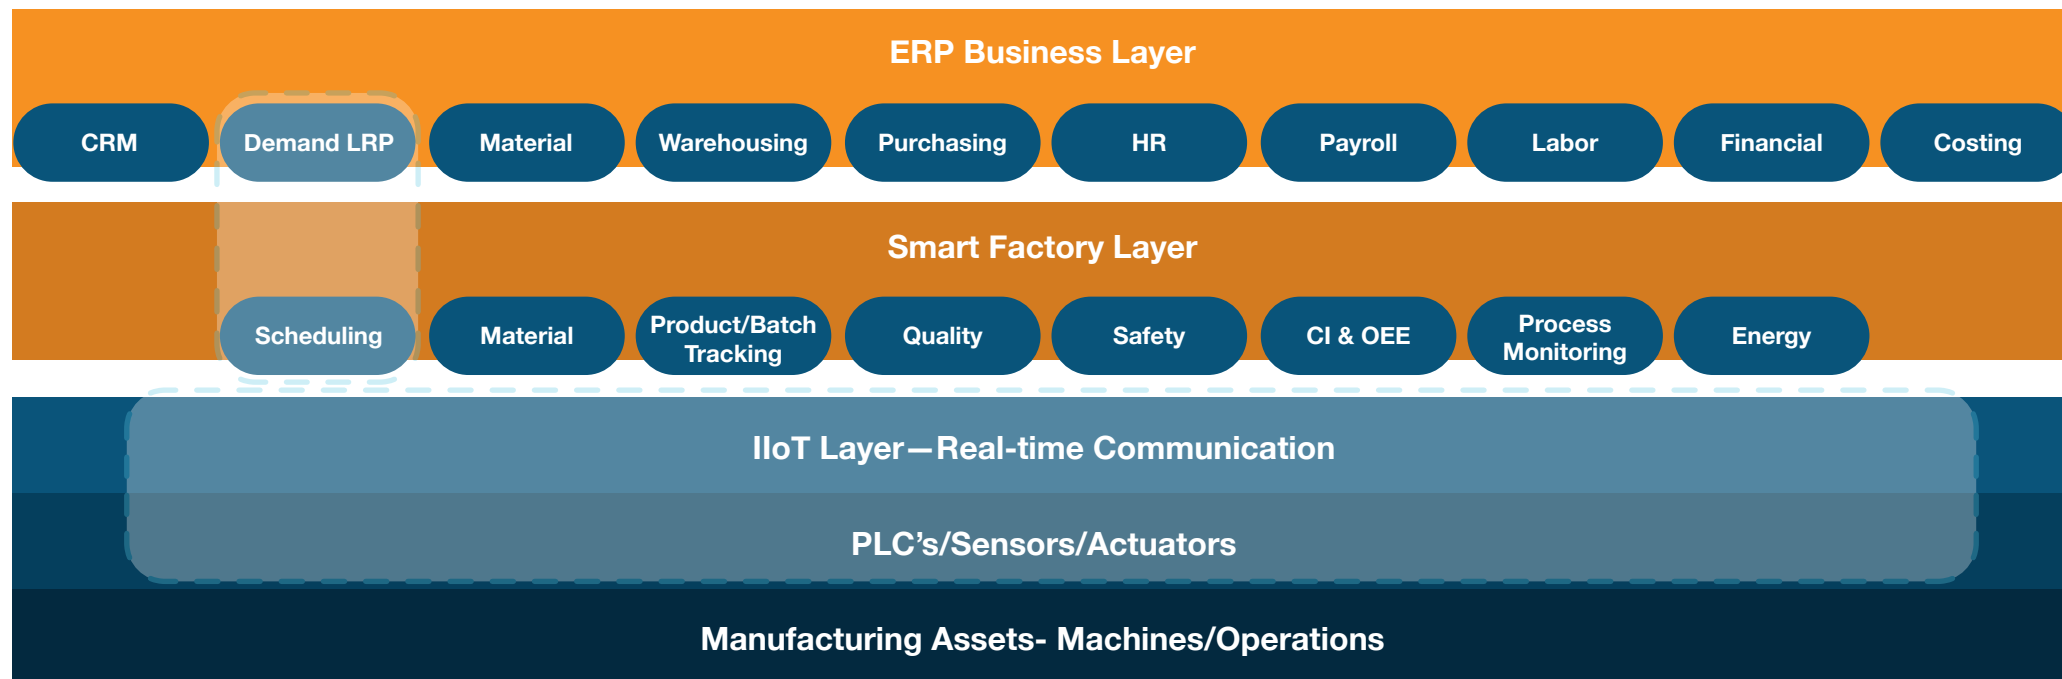 ERP Business Layer
CRM
Demand LRP
Material
Warehousing
Purchasing
HR
Payroll
Labor
Financial
Costing
Smart Factory Layer
Scheduling
Material
Product/Batch
Tracking
Quality
Safety
CI & OEE
Process
Monitoring
Energy
IIoT Layer—Real-time Communication
PLC’s/Sensors/Actuators
Manufacturing Assets- Machines/Operations